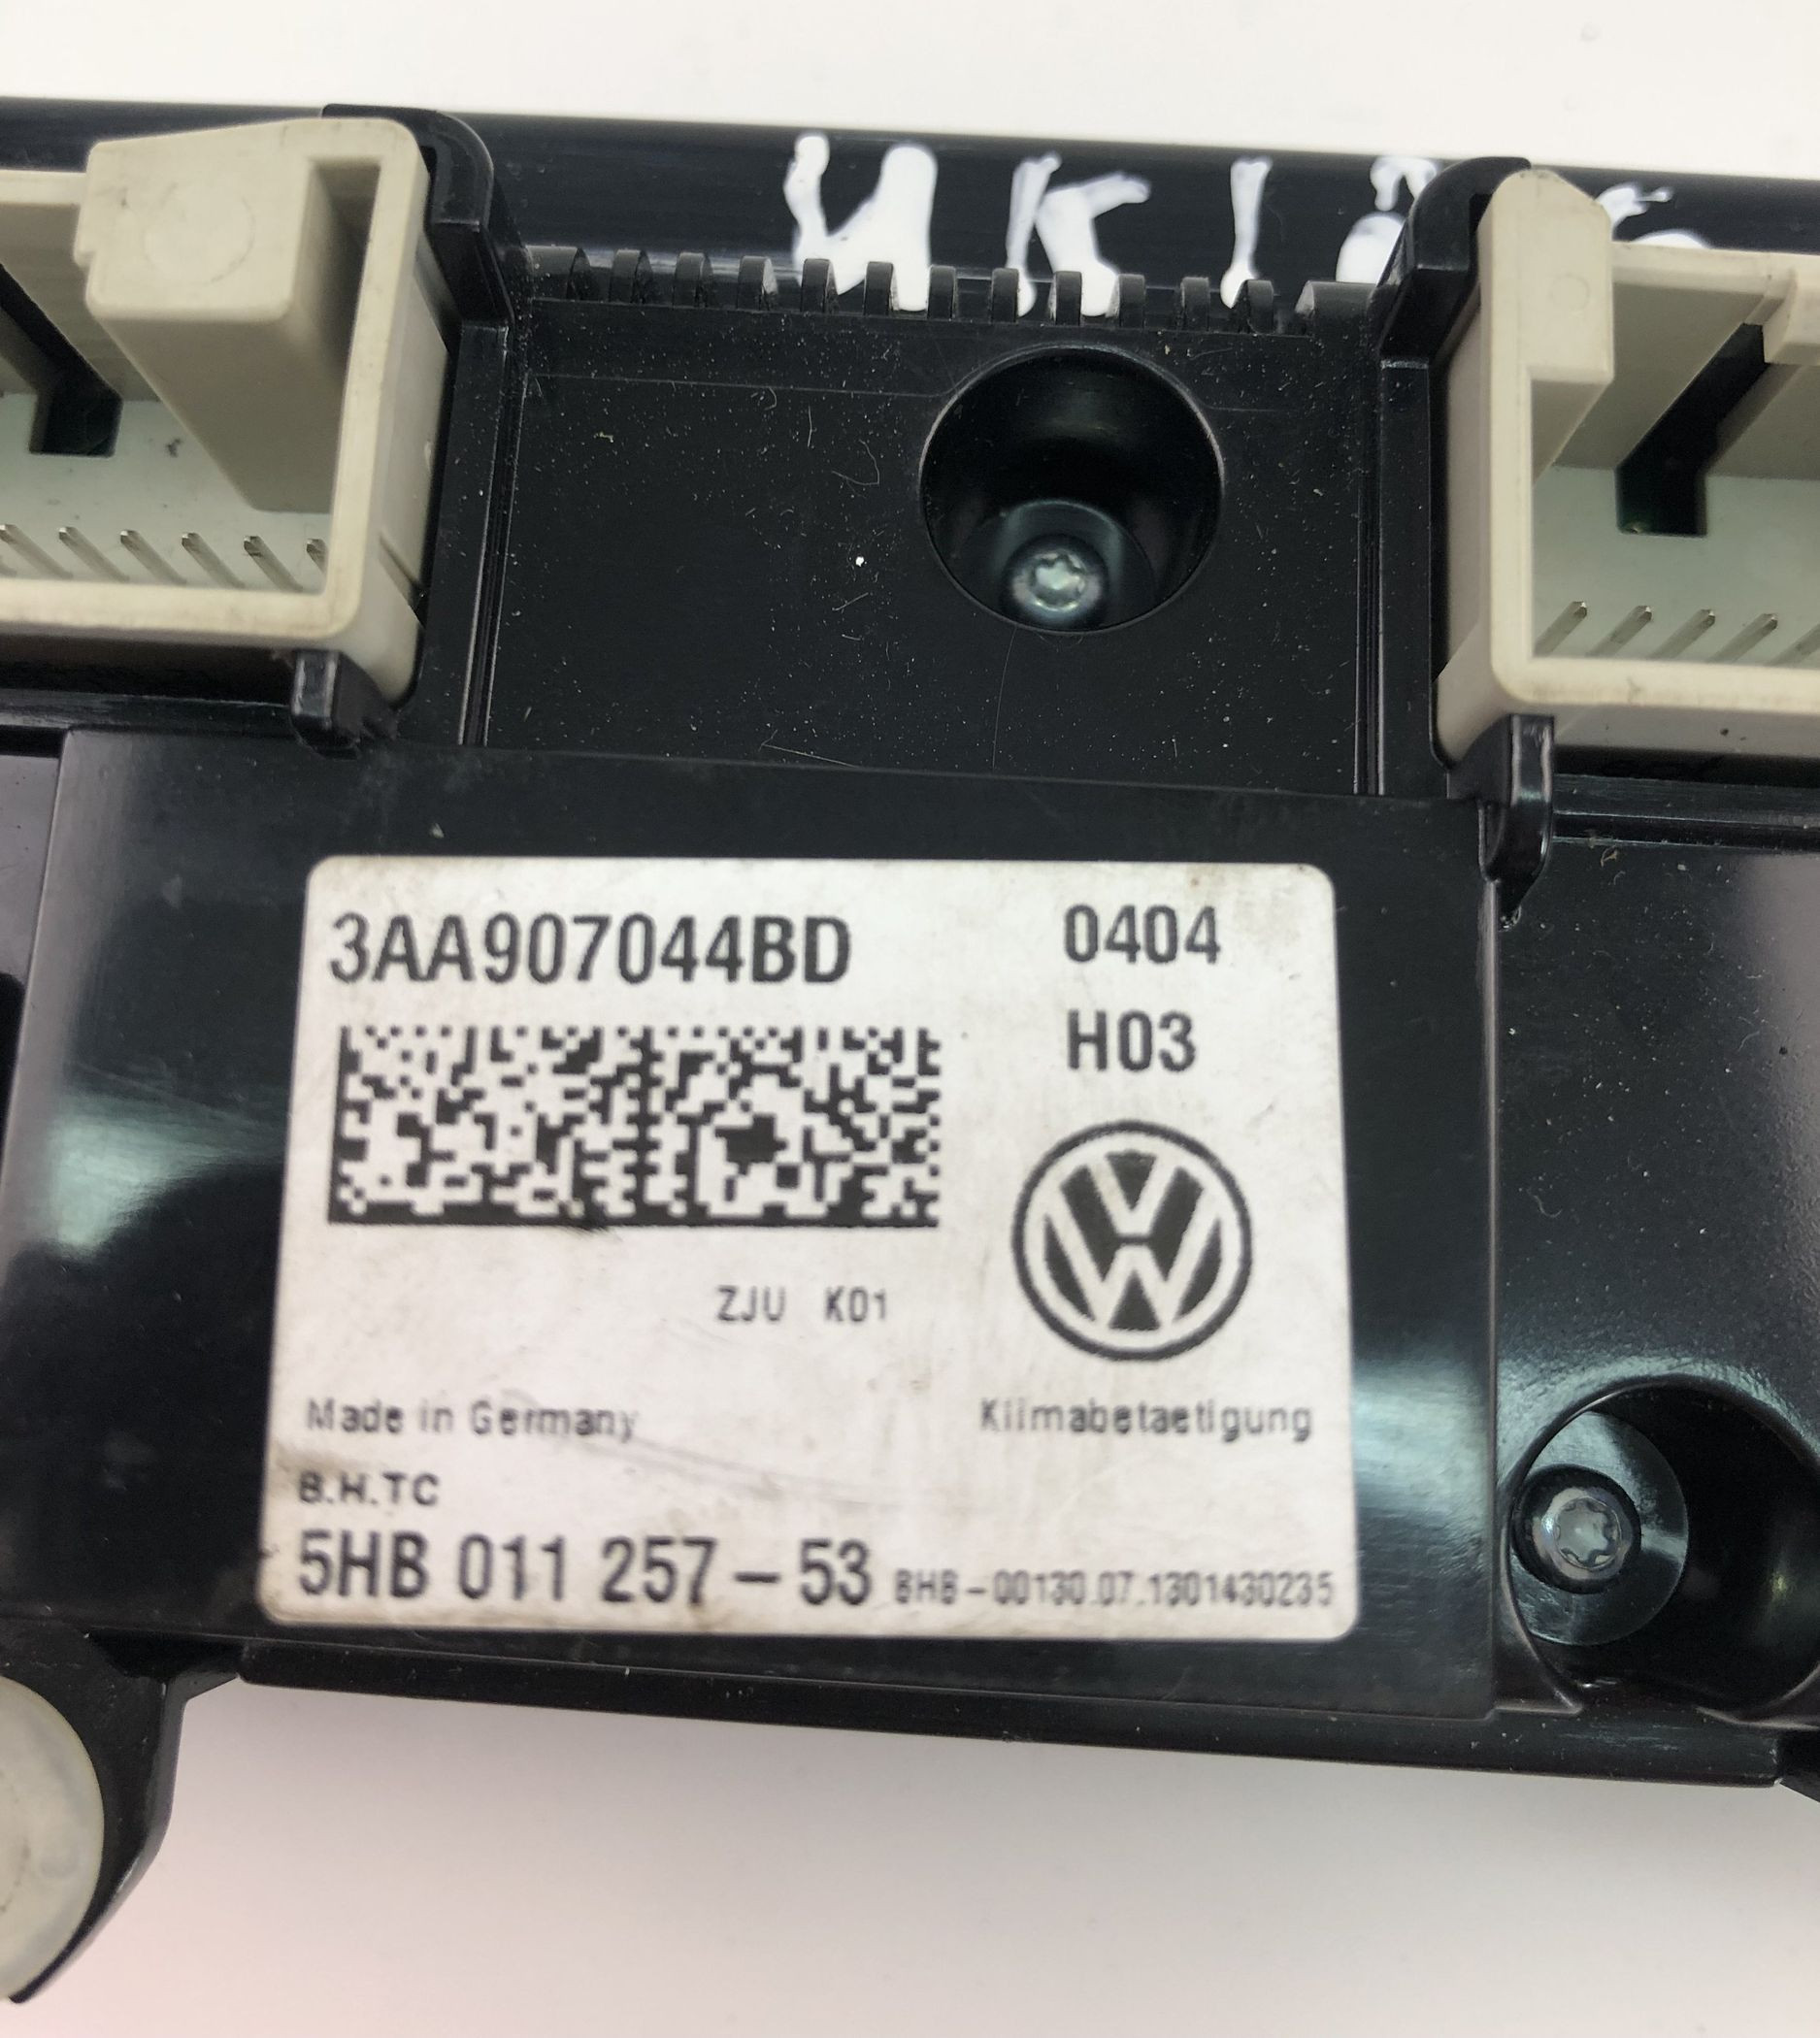 3AA907044BD
0404
H03
ZJU K01
Made in Germany
Klimabetaetigung
B.H.TC
5HB 011 257-53 BHB-00130.07.1301430235